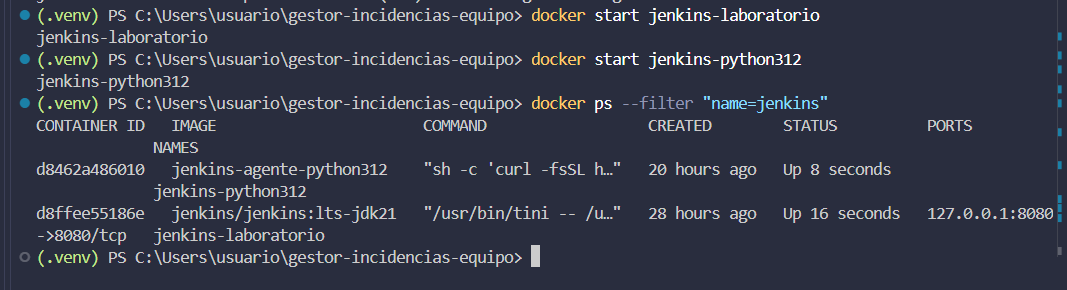 (.venv) PS C:\Users\usuario\gestor-incidencias-equipo> docker start jenkins-laboratorio
jenkins-laboratorio
(.venv) PS C:\Users\usuario\gestor-incidencias-equipo> docker start jenkins-python312
jenkins-python312
(.venv) PS C:\Users\usuario\gestor-incidencias-equipo> docker ps --filter "name=jenkins"
CONTAINER ID   IMAGE                     COMMAND                  CREATED        STATUS          PORTS
            NAMES
d8462a486010   jenkins-agente-python312   "sh -c 'curl -fsSL h…"   20 hours ago   Up 8 seconds
            jenkins-python312
d8ffee55186e   jenkins/jenkins:lts-jdk21   "/usr/bin/tini -- /u…"   28 hours ago   Up 16 seconds   127.0.0.1:8080
->8080/tcp   jenkins-laboratorio
(.venv) PS C:\Users\usuario\gestor-incidencias-equipo>